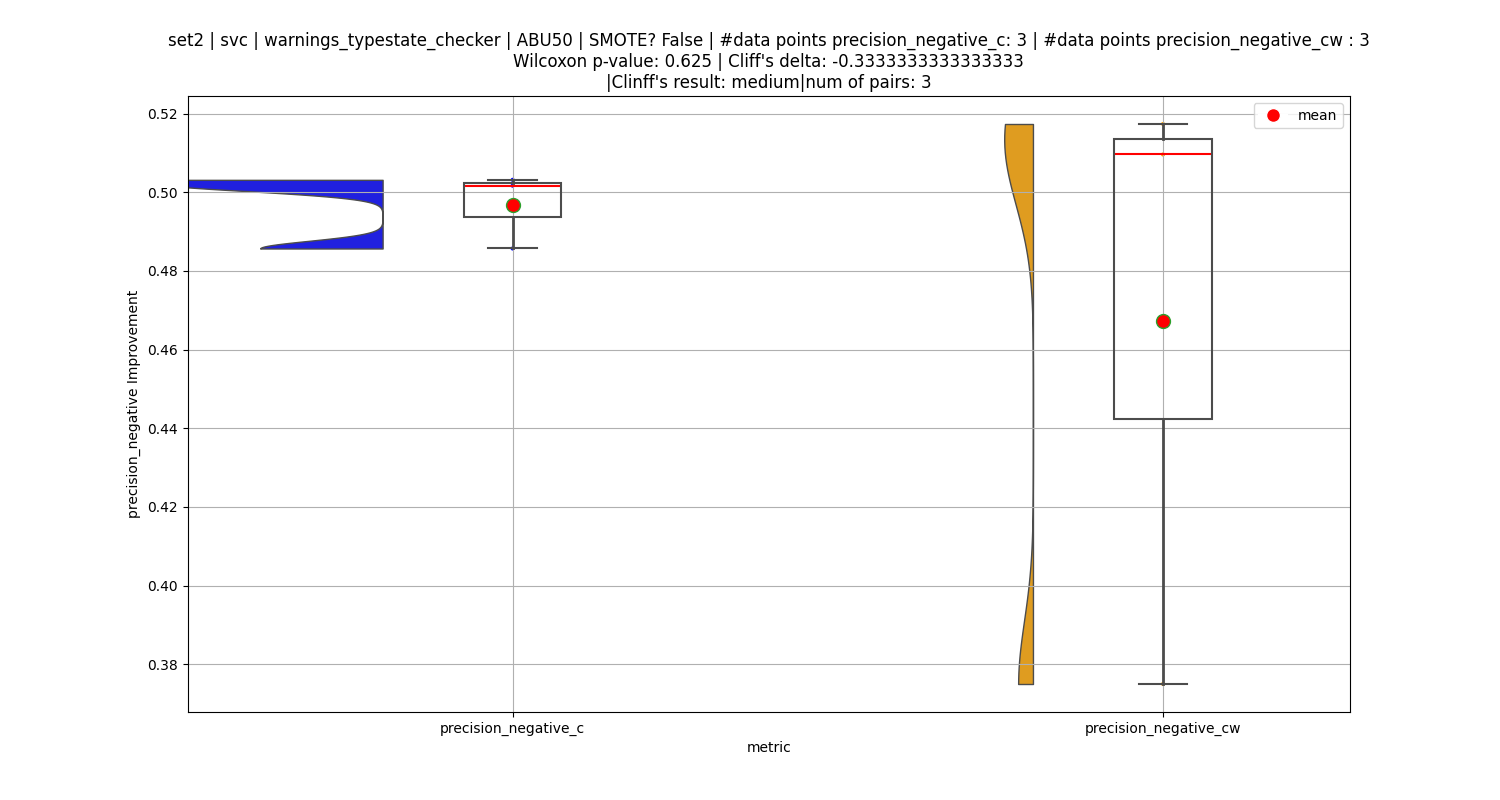 set2 | svc | warnings_typestate_checker | ABU50 | SMOTE? False | #data points precision_negative_c: 3 | #data points precision_negative_cw : 3
Wilcoxon p-value: 0.625 | Cliff's delta: -0.3333333333333333
|Clinff's result: medium|num of pairs: 3
mean
precision_negative Improvement
0.52
0.50
0.48
0.46
0.44
0.42
0.40
0.38
precision_negative_c
precision_negative_cw
metric